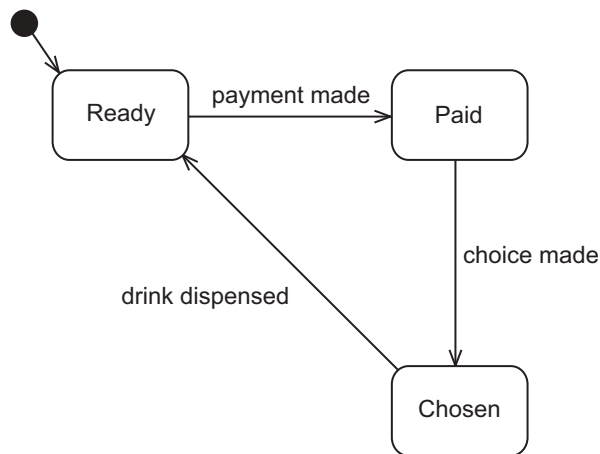 Ready
payment made
Paid
choice made
drink dispensed
Chosen